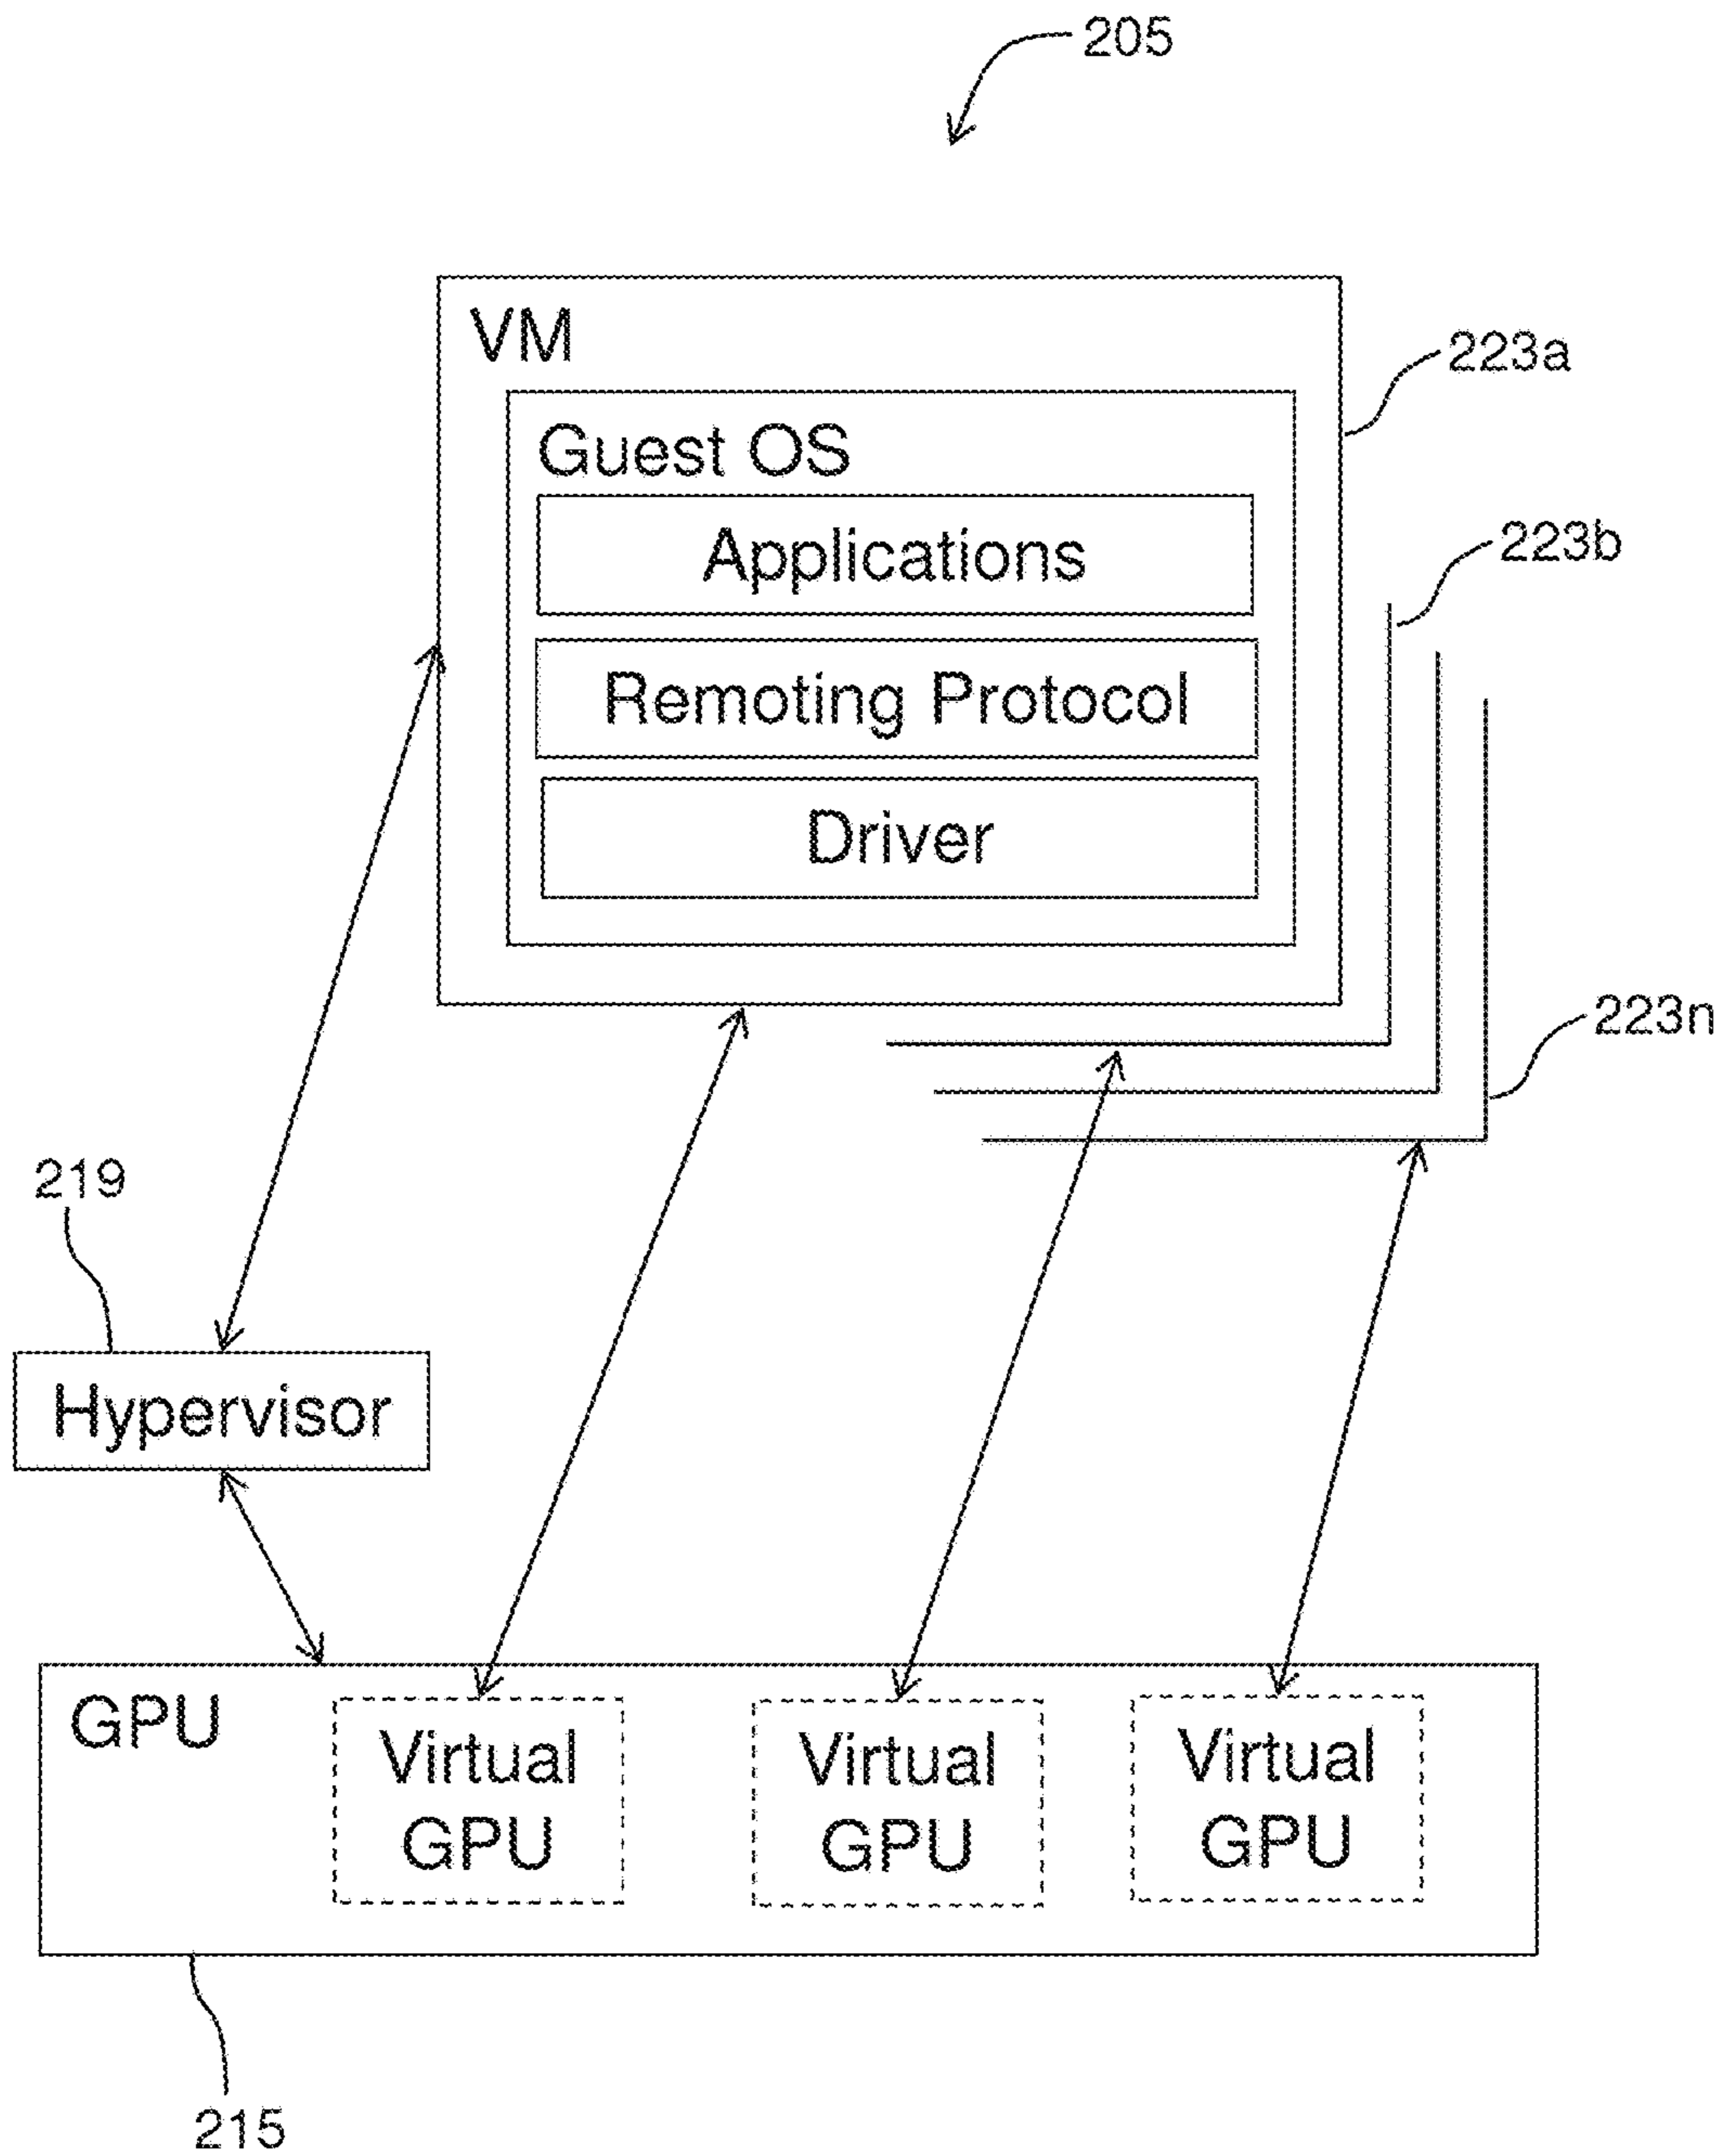 205
VM
223a
Guest OS
Applications
223b
Remoting Protocol
Driver
223n
219
Hypervisor
GPU
Virtual
GPU
Virtual
GPU
Virtual
GPU
215